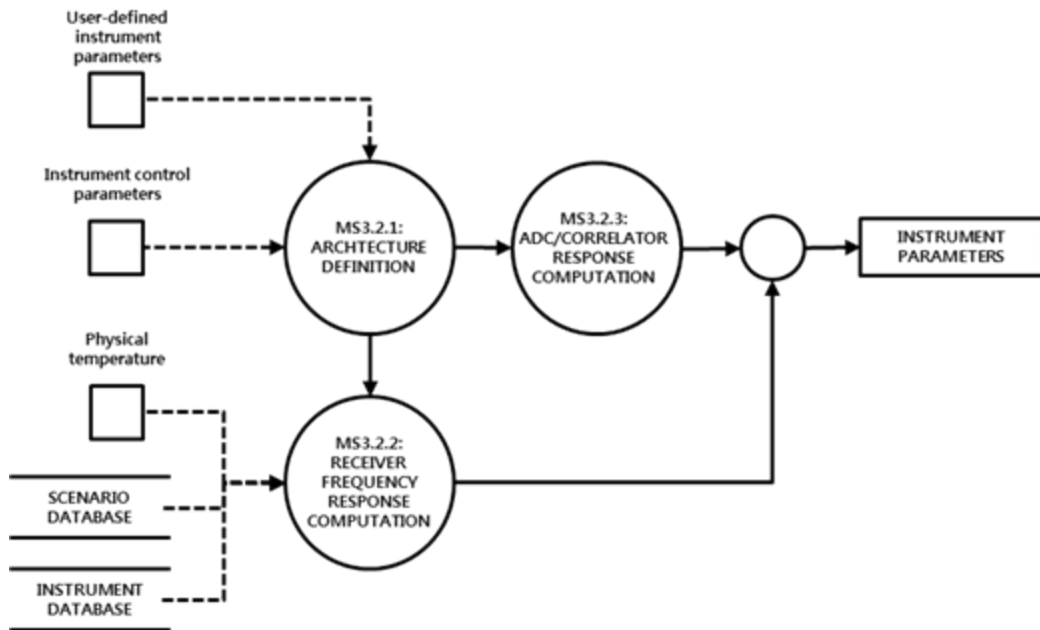 User-defined
instrument
parameters
Instrument control
parameters
MS3.2.1:
ARCHTECTURE
DEFINITION
MS3.2.3:
ADC/CORRELATOR
RESPONSE
COMPUTATION
INSTRUMENT
PARAMETERS
Physical
temperature
MS3.2.2:
RECEIVER
FREQUENCY
RESPONSE
COMPUTATION
SCENARIO
DATABASE
INSTRUMENT
DATABASE